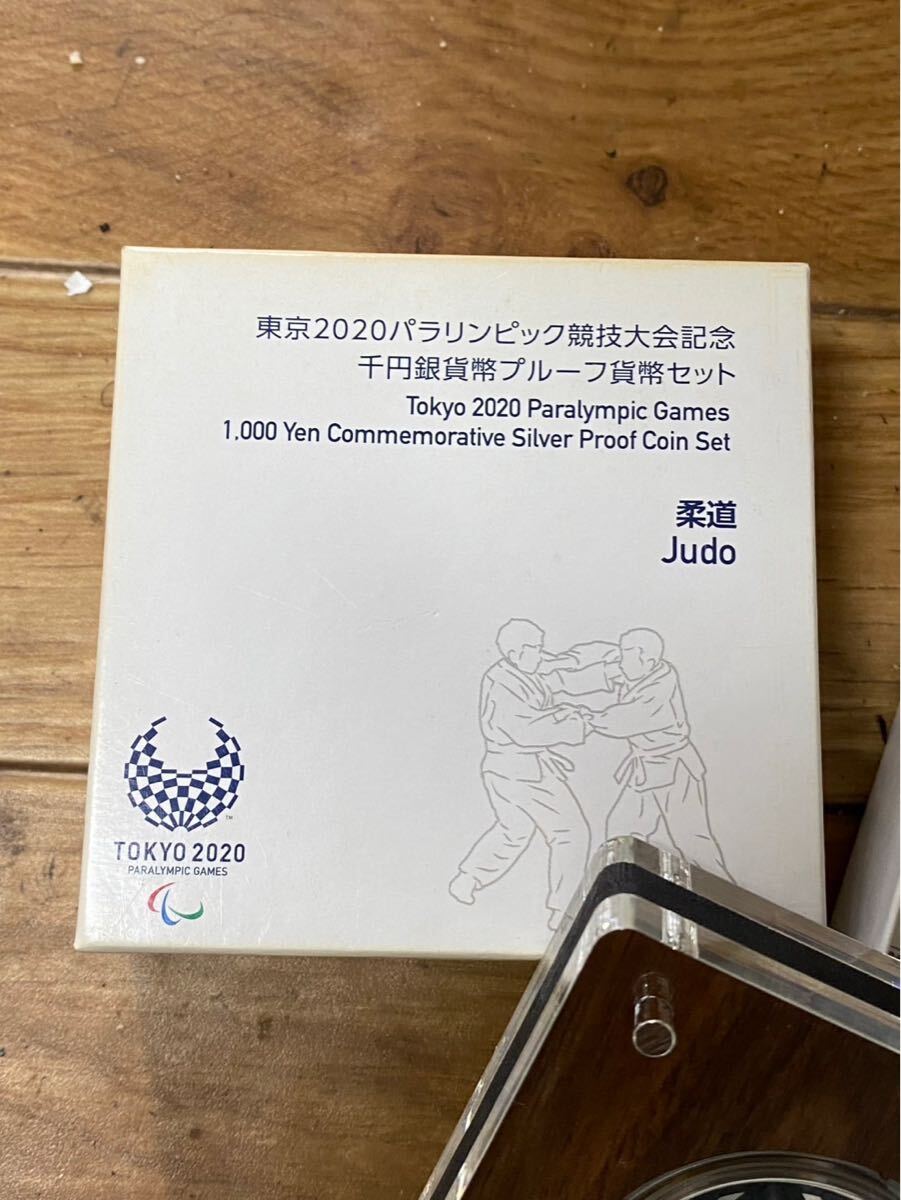 東京2020パラリンピック競技大会記念
千円銀貨幣プルーフ貨幣セット
Tokyo 2020 Paralympic Games
1,000 Yen Commemorative Silver Proof Coin Set
柔道
Judo
TM
TOKYO 2020
PARALYMPIC GAMES